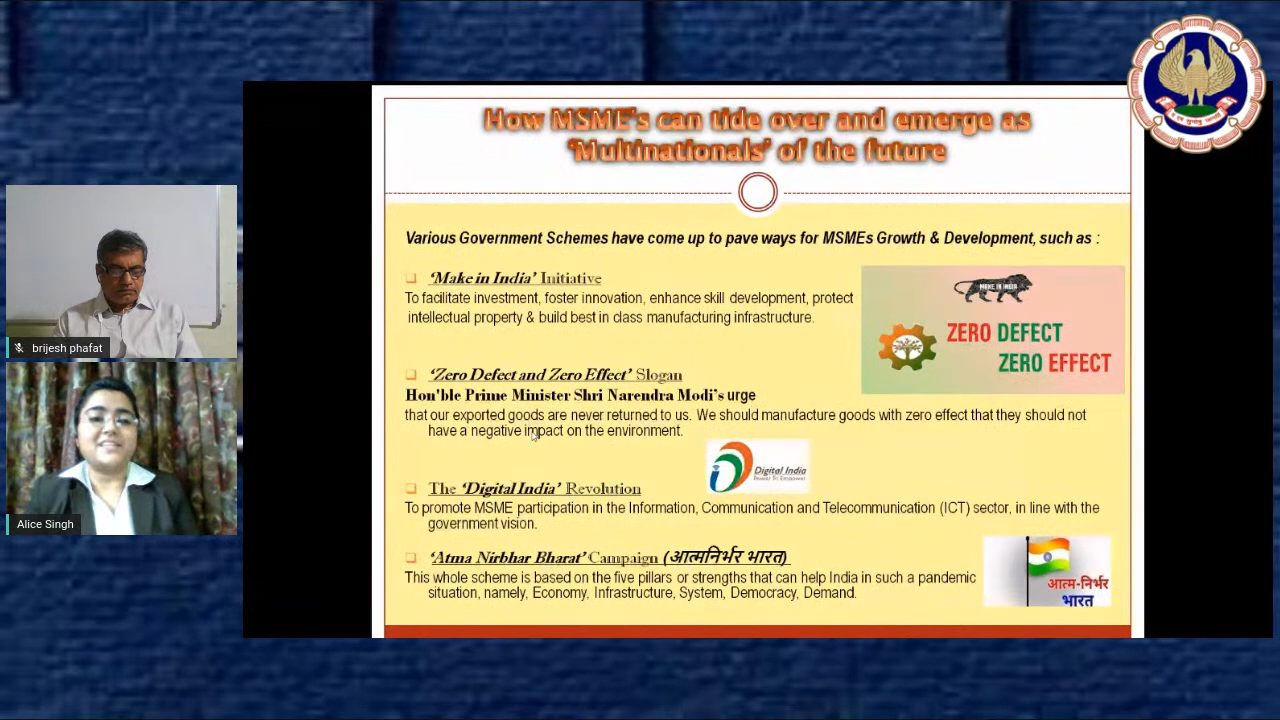 How MSME's can tide over and emerge as
'Multinationals' of the future
Various Government Schemes have come up to pave ways for MSMEs Growth & Development, such as :
'Make in India' Initiative
To facilitate investment, foster innovation, enhance skill development, protect
intellectual property & build best in class manufacturing infrastructure.
MAKE IN INDIA
ZERO DEFECT
ZERO EFFECT
'Zero Defect and Zero Effect' Slogan
Hon'ble Prime Minister Shri Narendra Modi's urge
that our exported goods are never returned to us. We should manufacture goods with zero effect that they should not
have a negative impact on the environment.
Digital India
Power To Empower
The 'Digital India' Revolution
To promote MSME participation in the Information, Communication and Telecommunication (ICT) sector, in line with the
government vision.
'Atma Nirbhar Bharat' Campaign (आत्मनिर्भर भारत)
This whole scheme is based on the five pillars or strengths that can help India in such a pandemic
situation, namely, Economy, Infrastructure, System, Democracy, Demand.
आत्म-निर्भर
भारत
brijesh phafat
Alice Singh